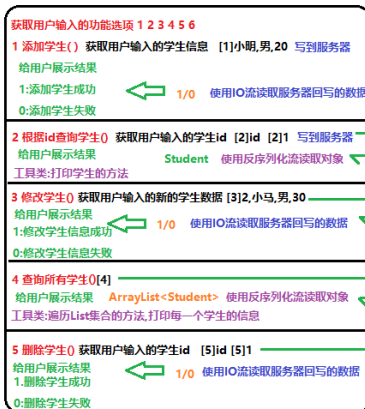 获取用户输入的功能选项 1 2 3 4 5 6
1 添加学生() 获取用户输入的学生信息 [1]小明,男,20 写到服务器
给用户展示结果
1:添加学生成功 1/0 使用IO流读取服务器回写的数据
0:添加学生失败
2 根据id查询学生() 获取用户输入的学生id [2]id [2]1 写到服务器
给用户展示结果 Student 使用反序列化流读取对象
工具类:打印学生的方法
3 修改学生() 获取用户输入的新的学生数据 [3]2,小马,男,30
给用户展示结果 1/0 使用IO流读取服务器回写的数据
1:修改学生信息成功
0:修改学生信息失败
4 查询所有学生()[4]
给用户展示结果 ArrayList<Student> 使用反序列化流读取对象
工具类:遍历List集合的方法,打印每一个学生的信息
5 删除学生() 获取用户输入的学生id [5]id [5]1
给用户展示结果 1/0 使用IO流读取服务器回写的数据
1.删除学生成功
0:删除学生失败